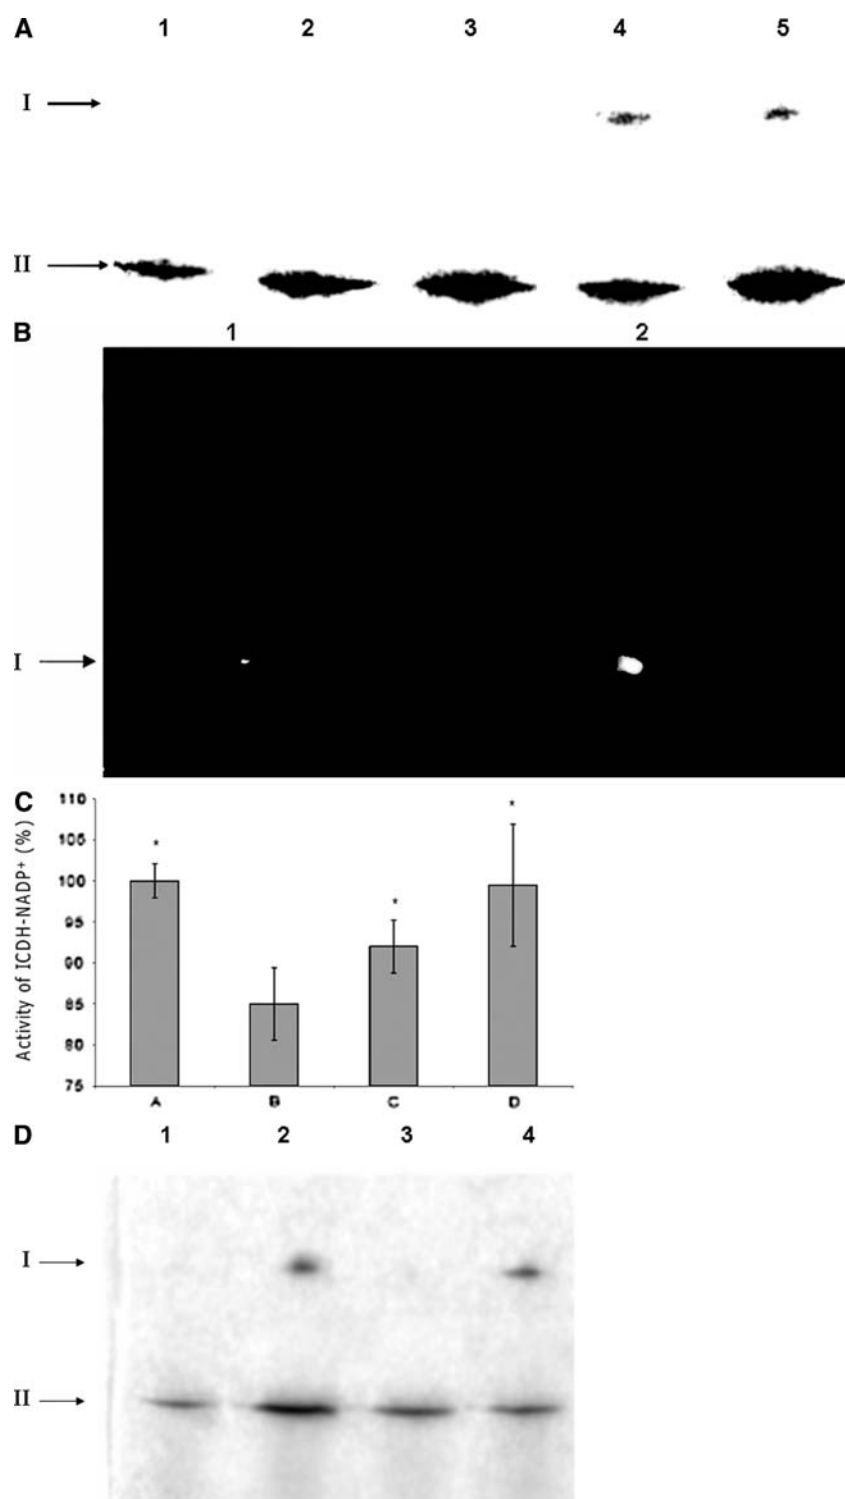 A 1 2 3 4 5
I
II
B 1 2
I
C
Activity of ICDH-NADP+ (%)
110
105
100
95
90
85
80
75
*
*
*
A B C D
D 1 2 3 4
I
II